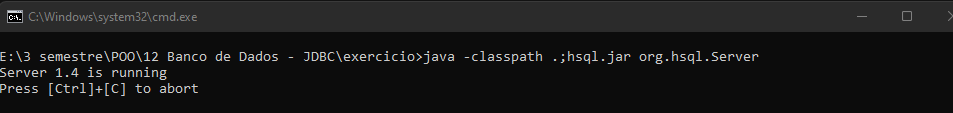 C:\Windows\system32\cmd.exe
E:\3 semestre\POO\12 Banco de Dados - JDBC\exercicio>java -classpath .;hsql.jar org.hsql.Server
Server 1.4 is running
Press [Ctrl]+[C] to abort